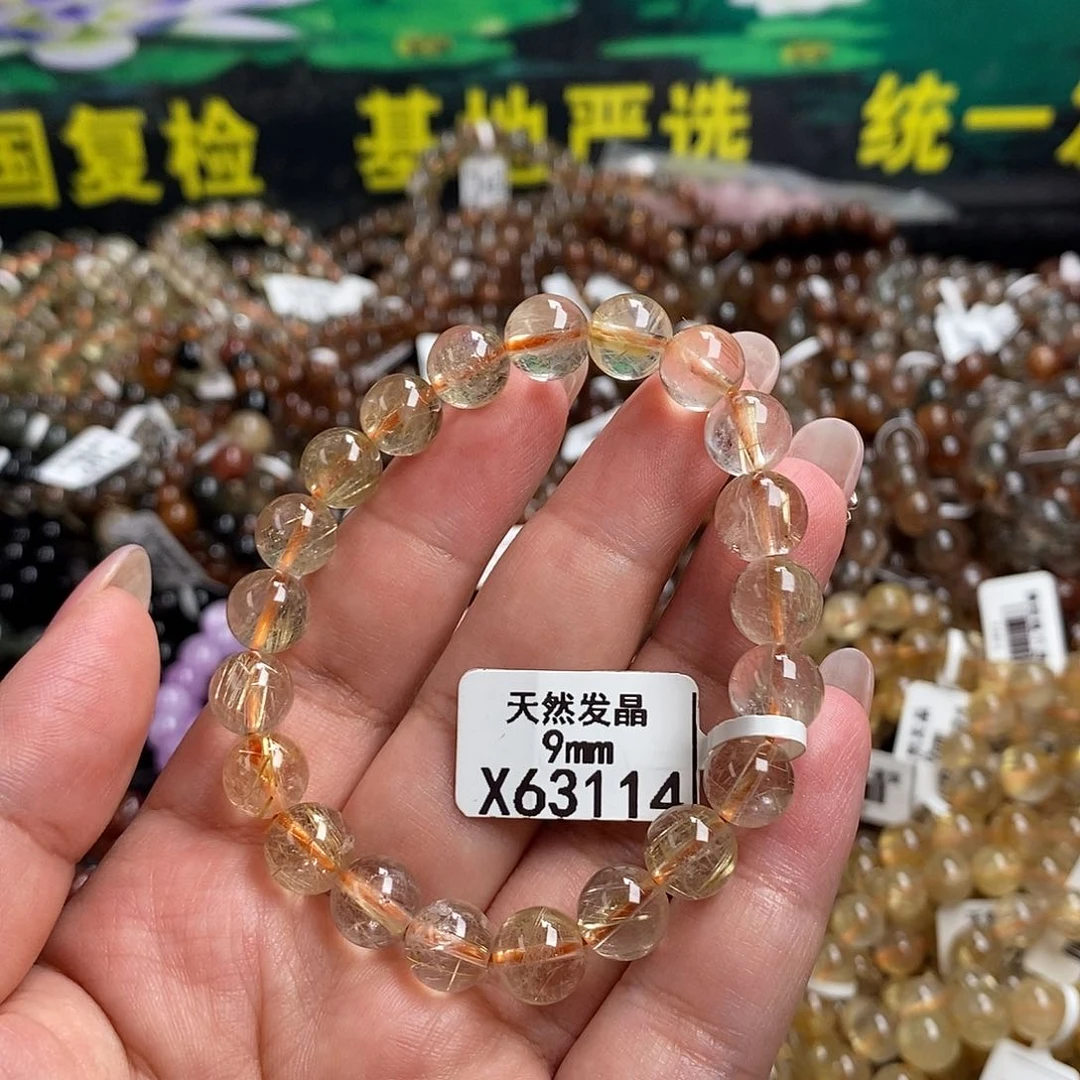 国复检 基地严选 统一
天然发晶
9mm
X63114